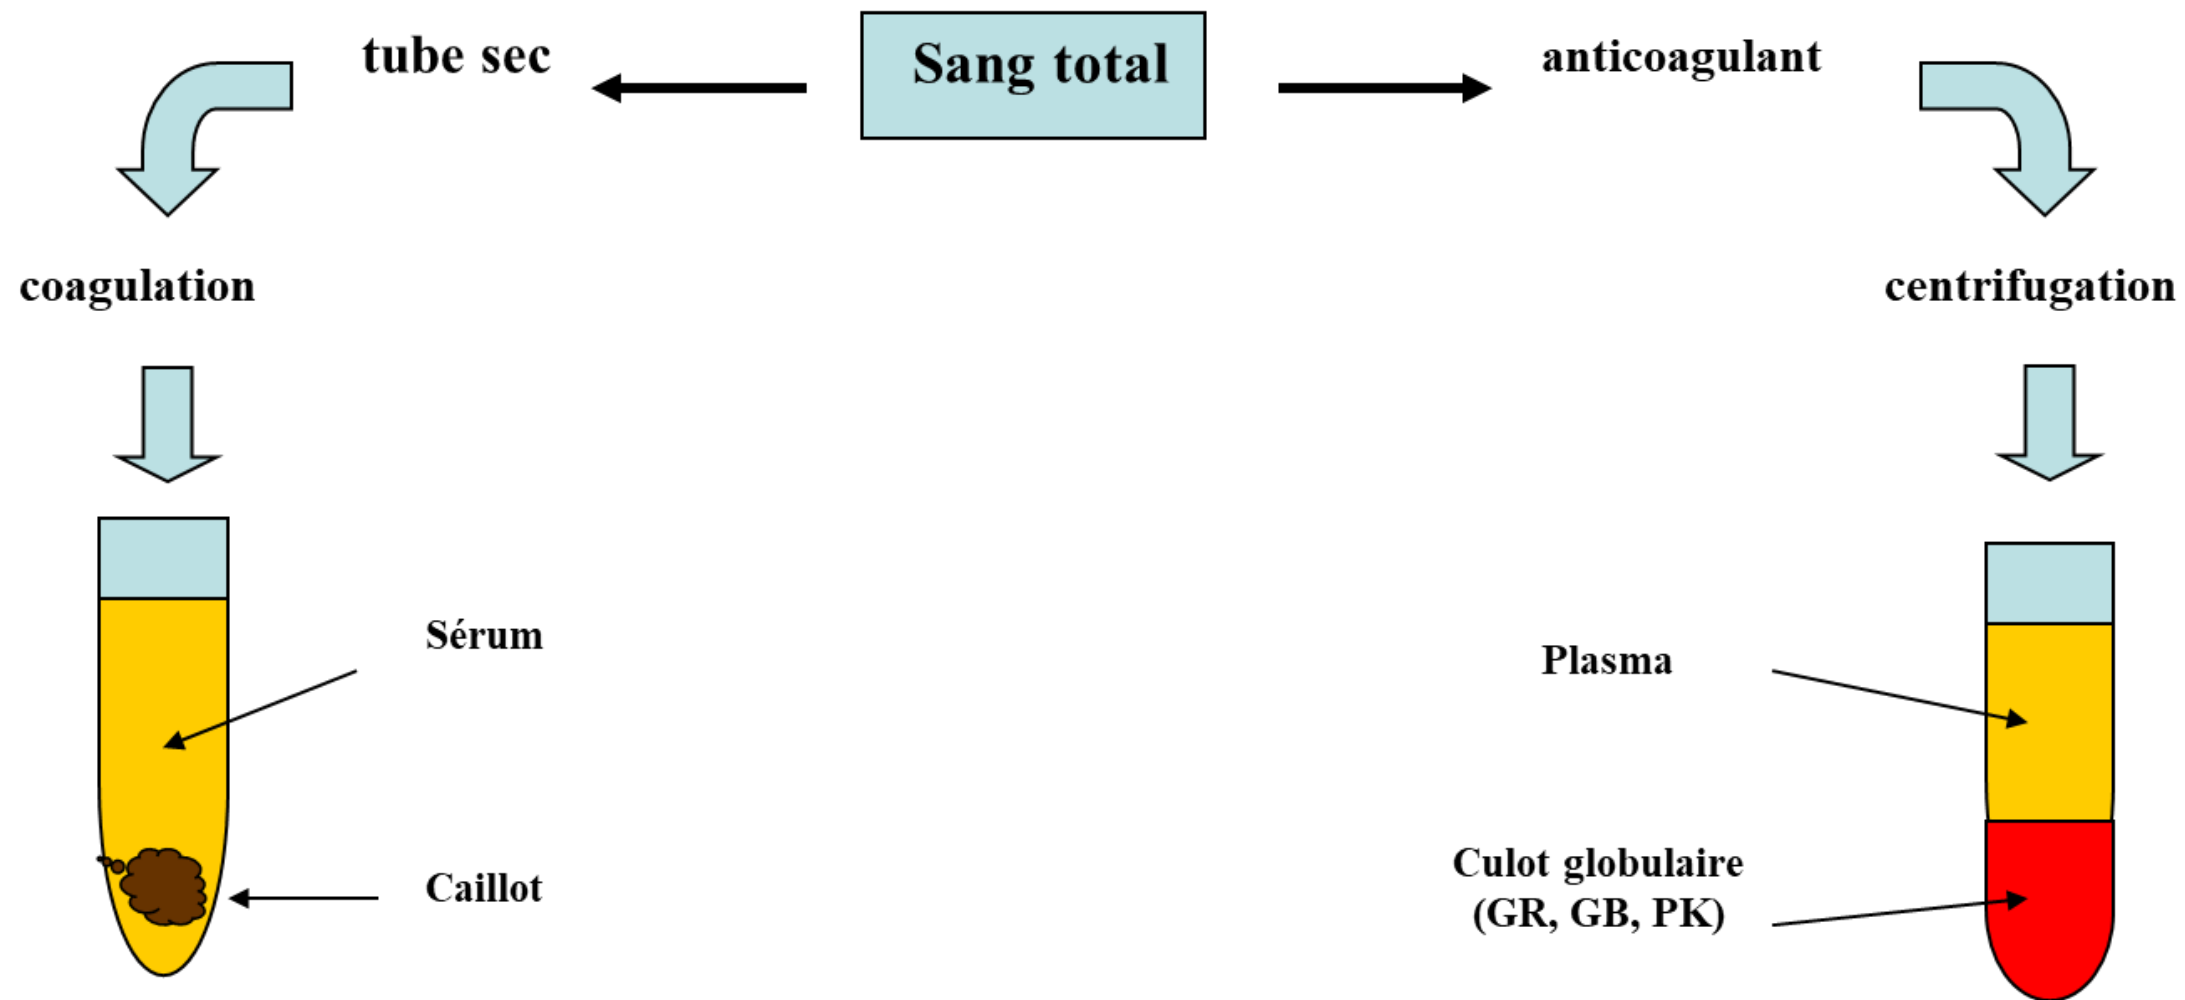 tube sec
Sang total
anticoagulant
coagulation
centrifugation
Sérum
Plasma
Caillot
Culot globulaire
(GR, GB, PK)